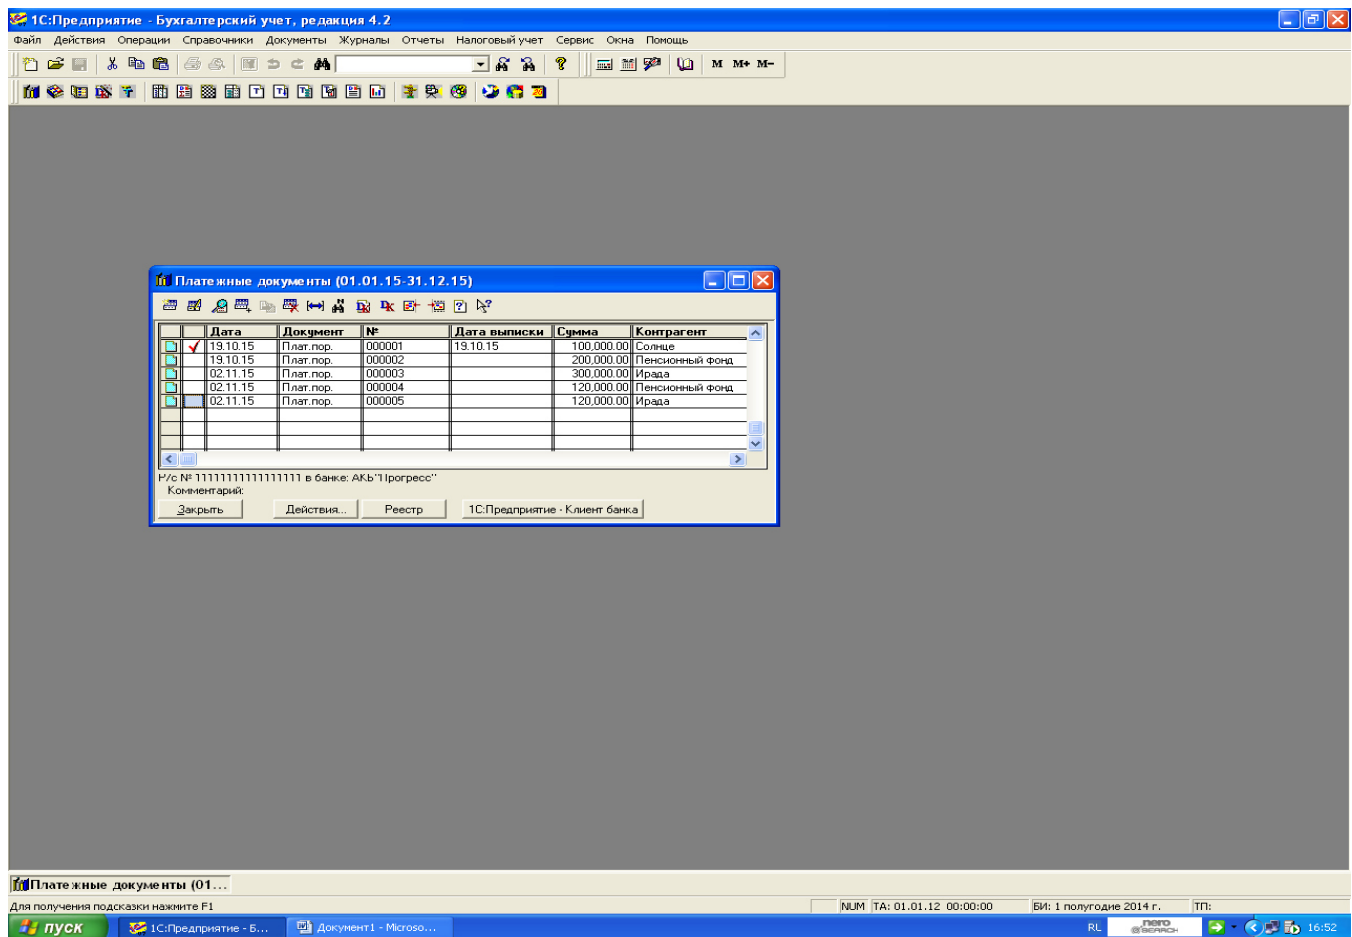 1С:Предприятие - Бухгалтерский учет, редакция 4.2
Файл Действия Операции Справочники Документы Журналы Отчеты Налоговый учет Сервис Окна Помощь
M M+ M-
Платежные документы (01.01.15-31.12.15)
Дата Документ № Дата выписки Сумма Контрагент
19.10.15 Плат.пор. 000001 19.10.15 100,000.00 Солнце
19.10.15 Плат.пор. 000002 200,000.00 Пенсионный фонд
02.11.15 Плат.пор. 000003 300,000.00 Ирада
02.11.15 Плат.пор. 000004 120,000.00 Пенсионный фонд
02.11.15 Плат.пор. 000005 120,000.00 Ирада
Р/с № 11111111111111111 в банке: АКБ"Прогресс"
Комментарий:
Закрыть Действия... Реестр 1С:Предприятие - Клиент банка
Платежные документы (01...
Для получения подсказки нажмите F1 NUM ТА: 01.01.12 00:00:00 БИ: 1 полугодие 2014 г. ТП:
пуск 1С:Предприятие - Б... Документ1 - Microso... RL nero SEARCH 16:52